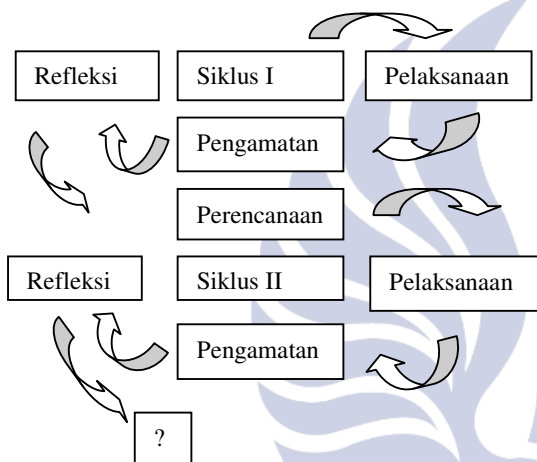 Refleksi
Siklus I
Pelaksanaan
Pengamatan
Perencanaan
Refleksi
Siklus II
Pelaksanaan
Pengamatan
?